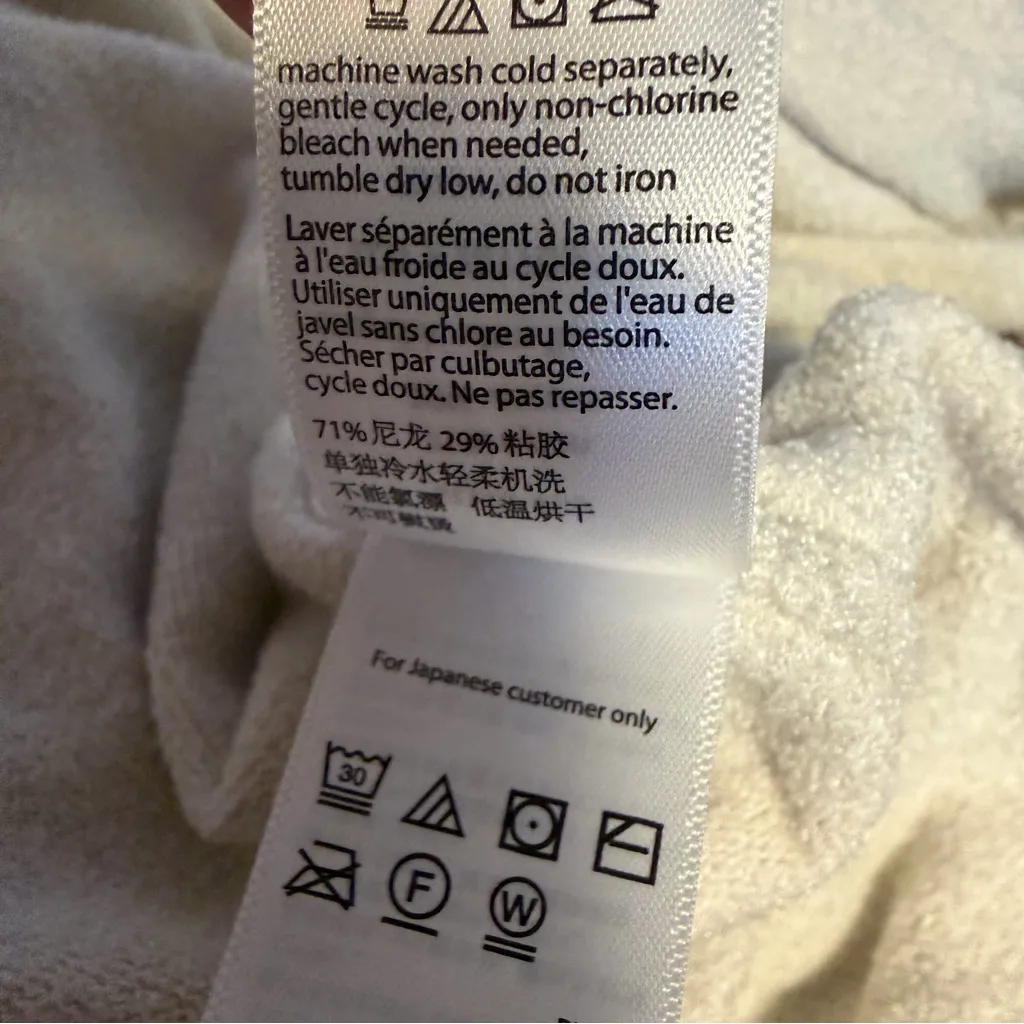 machine wash cold separately,
gentle cycle, only non-chlorine
bleach when needed,
tumble dry low, do not iron
Laver séparément à la machine
à l'eau froide au cycle doux.
Utiliser uniquement de l'eau de
javel sans chlore au besoin.
Sécher par culbutage,
cycle doux. Ne pas repasser.
71%尼龙 29%粘胶
单独冷水轻柔机洗
不能氯漂 低温烘干
For Japanese customer only
30
F
W